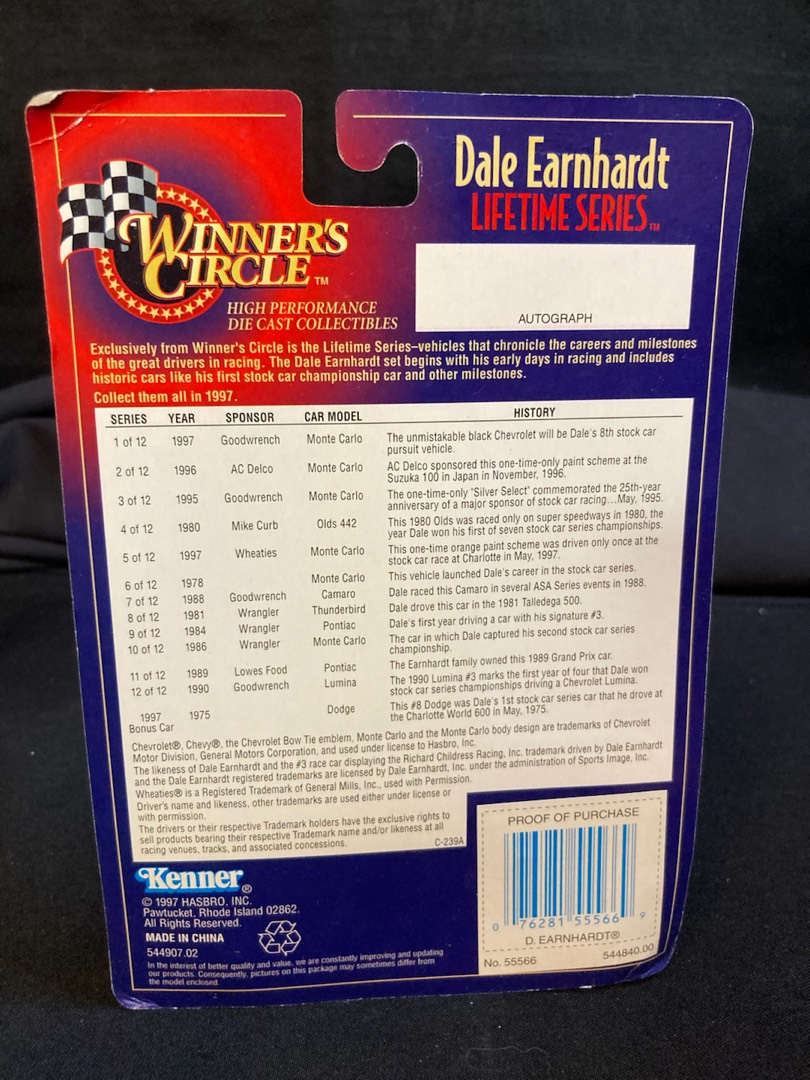 Dale Earnhardt
LIFETIME SERIES™
WINNER'S
CIRCLE™
HIGH PERFORMANCE
DIE CAST COLLECTIBLES
AUTOGRAPH
Exclusively from Winner's Circle is the Lifetime Series–vehicles that chronicle the careers and milestones
of the great drivers in racing. The Dale Earnhardt set begins with his early days in racing and includes
historic cars like his first stock car championship car and other milestones.
Collect them all in 1997.
SERIES YEAR SPONSOR CAR MODEL HISTORY
1 of 12 1997 Goodwrench Monte Carlo The unmistakable black Chevrolet will be Dale's 8th stock car
pursuit vehicle.
2 of 12 1996 AC Delco Monte Carlo AC Delco sponsored this one-time-only paint scheme at the
Suzuka 100 in Japan in November, 1996.
3 of 12 1995 Goodwrench Monte Carlo The one-time-only "Silver Select" commemorated the 25th-year
anniversary of a major sponsor of stock car racing...May, 1995.
4 of 12 1980 Mike Curb Olds 442 This 1980 Olds was raced only on super speedways in 1980, the
year Dale won his first of seven stock car series championships.
5 of 12 1997 Wheaties Monte Carlo This one-time orange paint scheme was driven only once at the
stock car race at Charlotte in May, 1997.
6 of 12 1978 Monte Carlo This vehicle launched Dale's career in the stock car series.
7 of 12 1988 Goodwrench Camaro Dale raced this Camaro in several ASA Series events in 1988.
8 of 12 1981 Wrangler Thunderbird Dale drove this car in the 1981 Talledega 500.
9 of 12 1984 Wrangler Pontiac Dale's first year driving a car with his signature #3.
10 of 12 1986 Wrangler Monte Carlo The car in which Dale captured his second stock car series
championship.
11 of 12 1989 Lowes Food Pontiac The Earnhardt family owned this 1989 Grand Prix car.
12 of 12 1990 Goodwrench Lumina The 1990 Lumina #3 marks the first year of four that Dale won
stock car series championships driving a Chevrolet Lumina.
1997 1975 Dodge This #8 Dodge was Dale's 1st stock car series car that he drove at
Bonus Car the Charlotte World 600 in May, 1975.
Chevrolet®, Chevy®, the Chevrolet Bow Tie emblem, Monte Carlo and the Monte Carlo body design are trademarks of Chevrolet
Motor Division, General Motors Corporation, and used under license to Hasbro, Inc.
The likeness of Dale Earnhardt and the #3 race car displaying the Richard Childress Racing, Inc. trademark driven by Dale Earnhardt
and the Dale Earnhardt registered trademarks are licensed by Dale Earnhardt, Inc. under the administration of Sports Image, Inc.
Wheaties® is a Registered Trademark of General Mills, Inc., used with Permission.
Driver's name and likeness, other trademarks are used either under license or
with permission.
The drivers or their respective Trademark holders have the exclusive rights to
sell products bearing their respective Trademark name and/or likeness at all
racing venues, tracks, and associated concessions.
C-239A
Kenner®
© 1997 HASBRO, INC.
Pawtucket, Rhode Island 02862.
All Rights Reserved.
MADE IN CHINA
544907.02
In the interest of better quality and value, we are constantly improving and updating
our products. Consequently, pictures on this package may sometimes differ from
the model enclosed.
PROOF OF PURCHASE
0 76281 55566 9
D. EARNHARDT®
No. 55566 544840.00